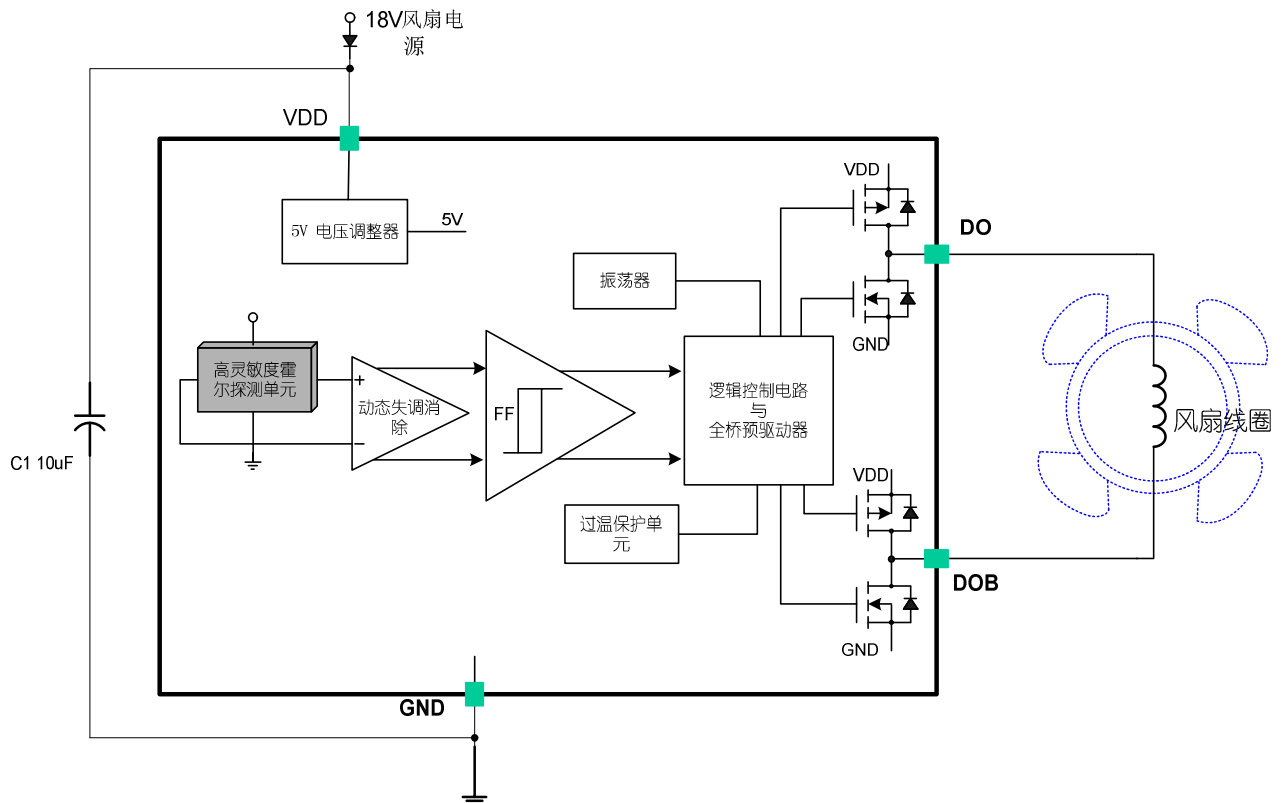 18V风扇电
源
VDD
VDD
5V 电压调整器
5V
DO
振荡器
GND
高灵敏度霍
尔探测单元
+
动态失调消
除
−
FF
逻辑控制电路
与
全桥预驱动器
风扇线圈
C1 10uF
VDD
过温保护单
元
DOB
GND
GND